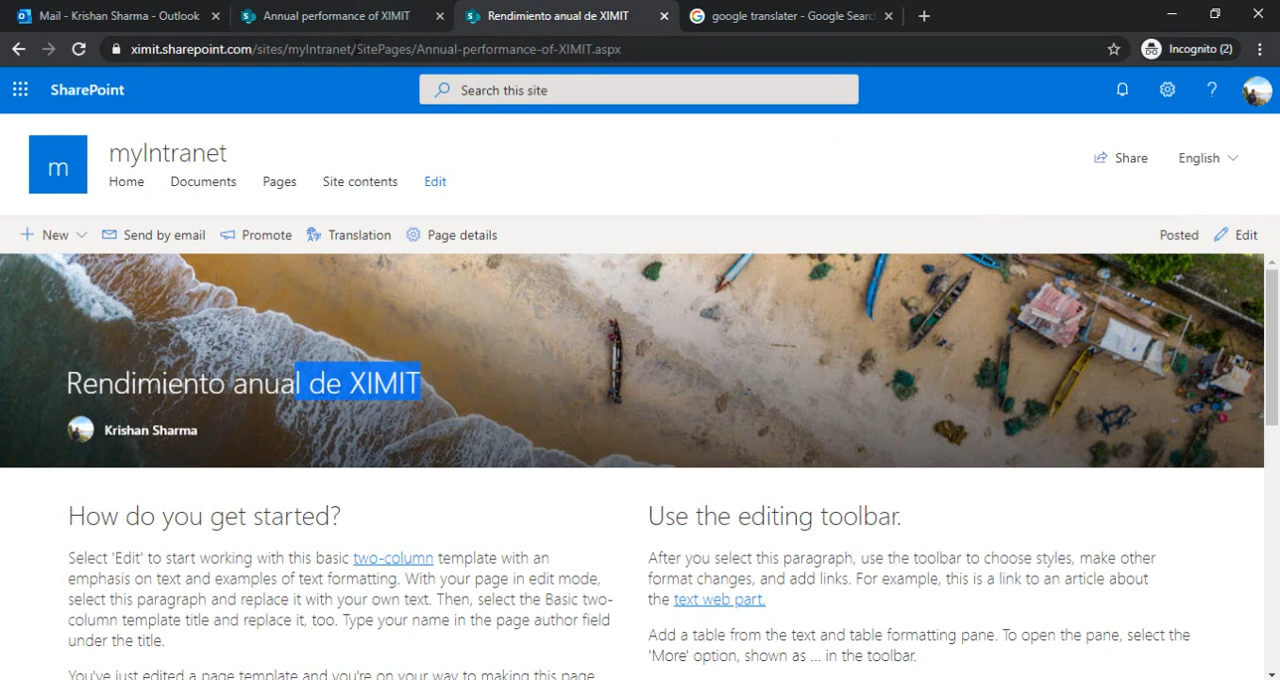 Mail - Krishan Sharma - Outlook
Annual performance of XIMIT
Rendimiento anual de XIMIT
google translater - Google Searc
ximit.sharepoint.com/sites/myIntranet/SitePages/Annual-performance-of-XIMIT.aspx
Incognito (2)
SharePoint
Search this site
m
myIntranet
Home Documents Pages Site contents Edit
Share
English
New Send by email Promote Translation Page details
Posted Edit
Rendimiento anual de XIMIT
Krishan Sharma
How do you get started?
Select 'Edit' to start working with this basic two-column template with an
emphasis on text and examples of text formatting. With your page in edit mode,
select this paragraph and replace it with your own text. Then, select the Basic two-
column template title and replace it, too. Type your name in the page author field
under the title.
You've just edited a page template and you're on your way to making this page
Use the editing toolbar.
After you select this paragraph, use the toolbar to choose styles, make other
format changes, and add links. For example, this is a link to an article about
the text web part.
Add a table from the text and table formatting pane. To open the pane, select the
'More' option, shown as ... in the toolbar.